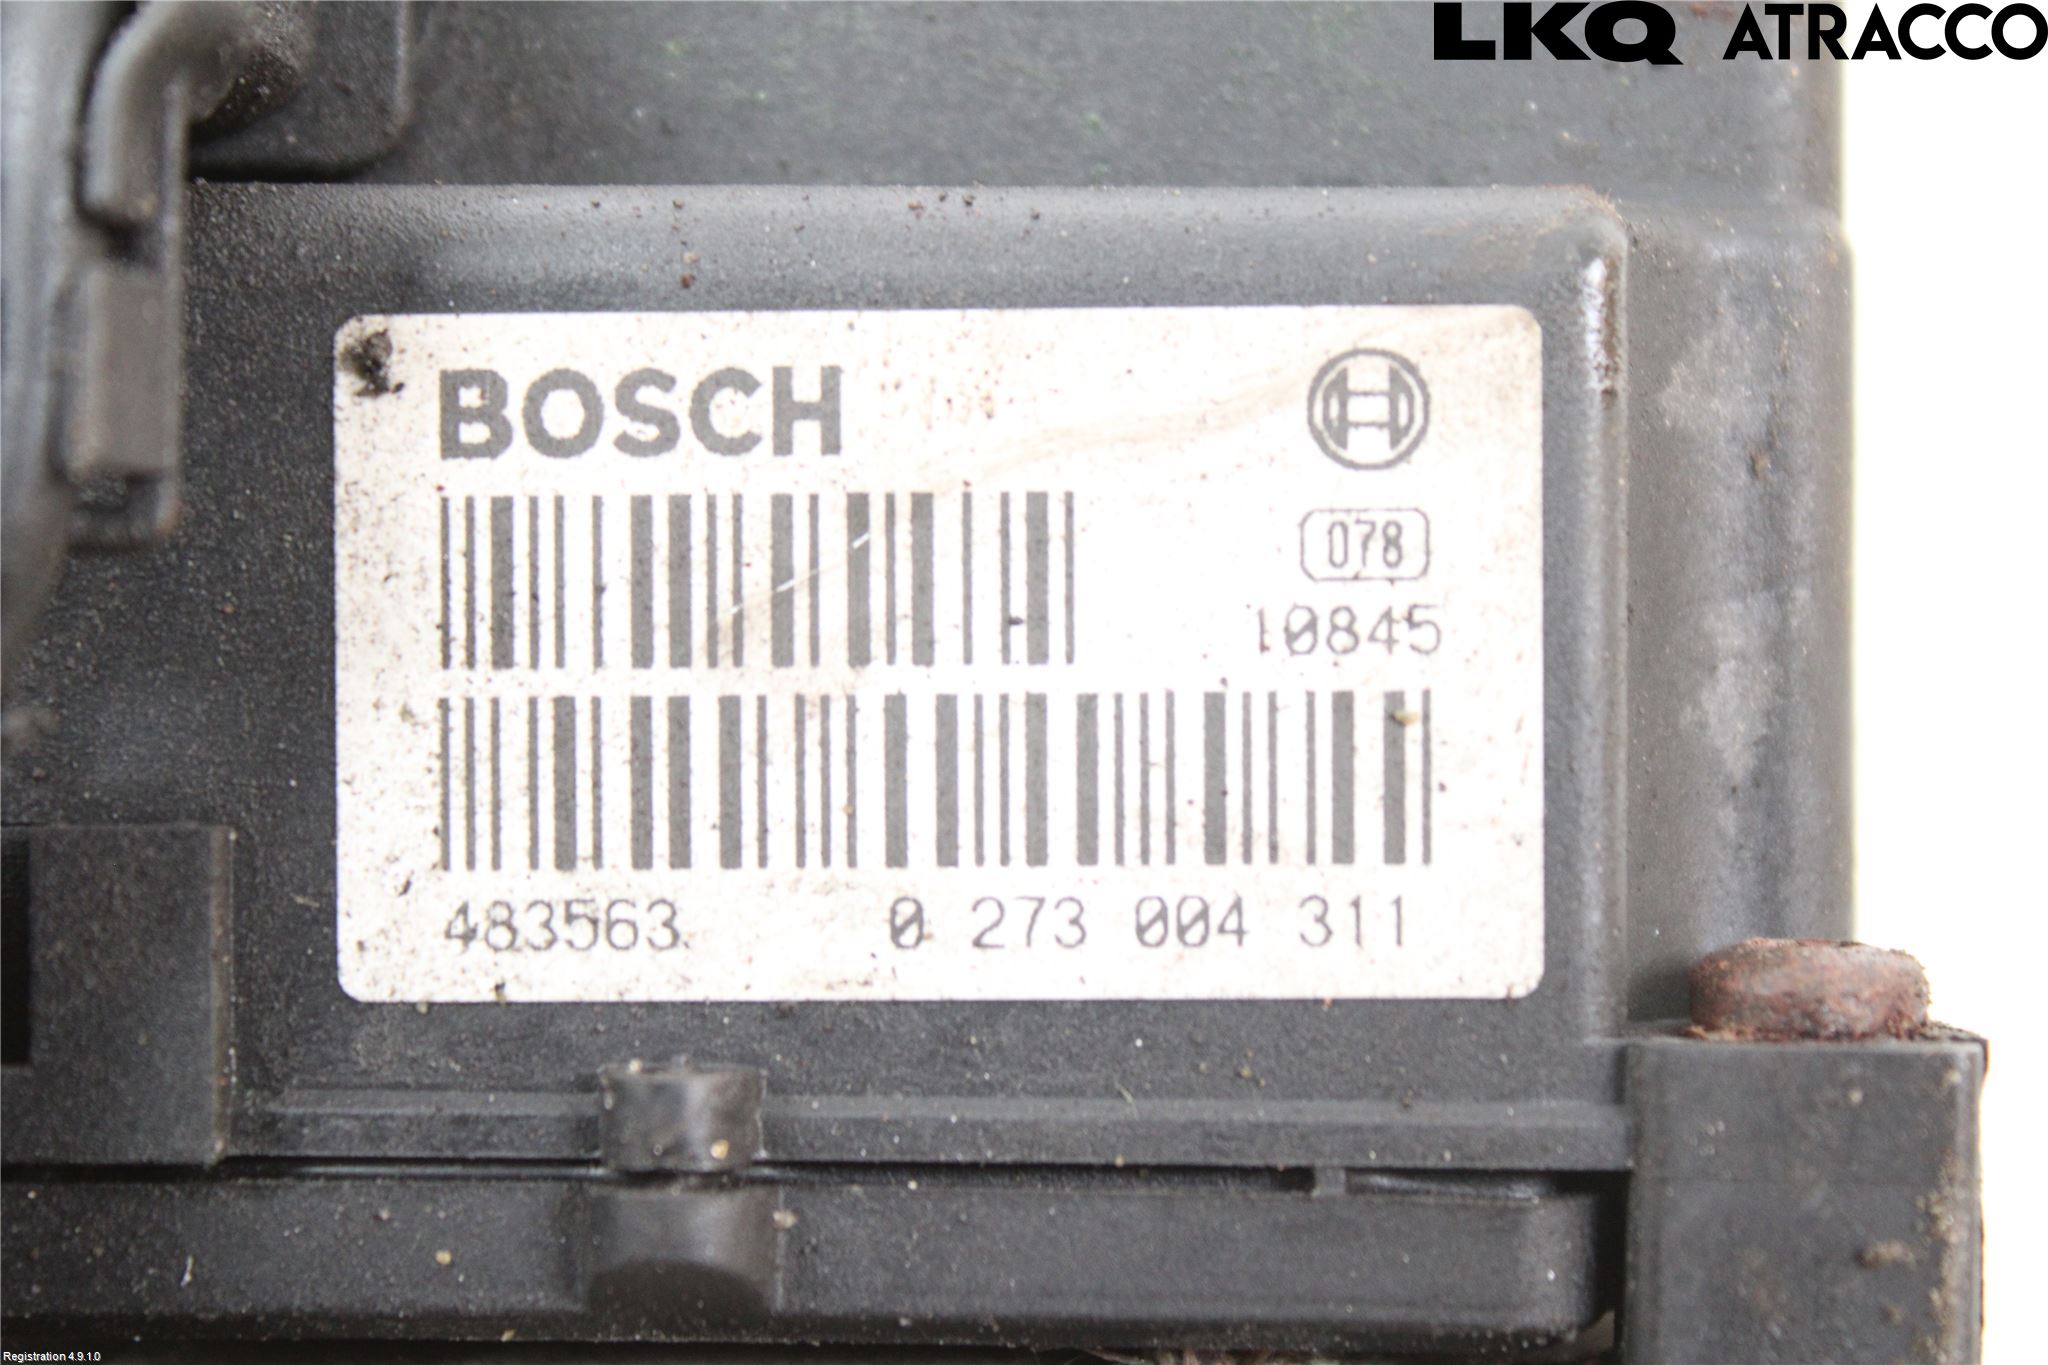 LKQ ATRACCO
BOSCH
078
10845
483563 0 273 004 311
Registration 4.9.1.0